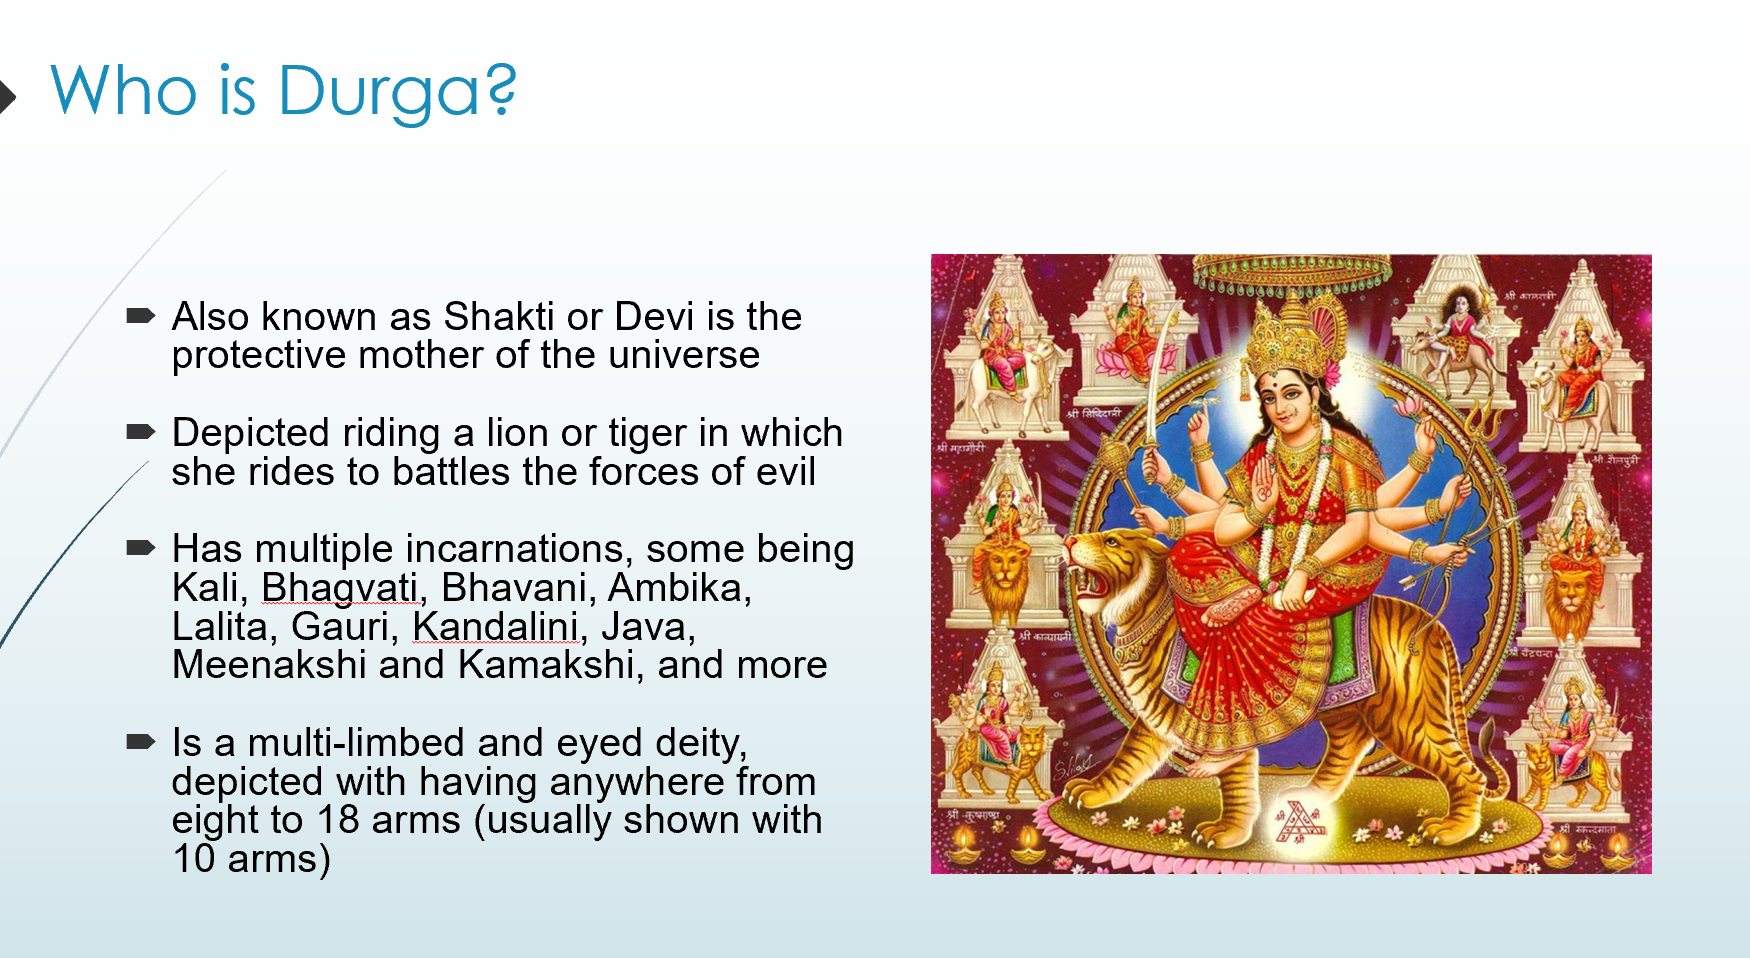 Who is Durga?
Also known as Shakti or Devi is the
protective mother of the universe
Depicted riding a lion or tiger in which
she rides to battles the forces of evil
Has multiple incarnations, some being
Kali, Bhagvati, Bhavani, Ambika,
Lalita, Gauri, Kandalini, Java,
Meenakshi and Kamakshi, and more
Is a multi-limbed and eyed deity,
depicted with having anywhere from
eight to 18 arms (usually shown with
10 arms)
श्री कालरात्री
श्री सिध्दिदात्री
श्री महागौरी
श्री शैलपुत्री
श्री कात्यायनी
श्री चंद्रघन्टा
श्री कुष्माण्डा
श्री स्कन्दमाता